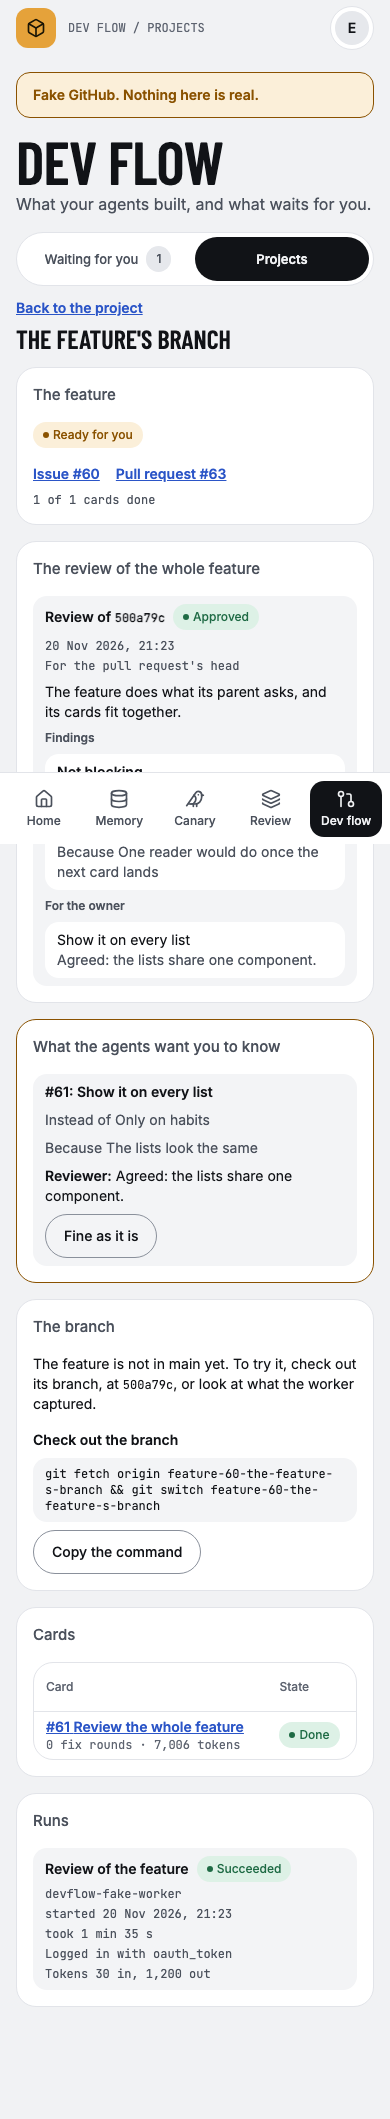 DEV FLOW / PROJECTS
E
Fake GitHub. Nothing here is real.
DEV FLOW
What your agents built, and what waits for you.
Waiting for you 1
Projects
Back to the project
THE FEATURE'S BRANCH
The feature
Ready for you
Issue #60 Pull request #63
1 of 1 cards done
The review of the whole feature
Review of 500a79c Approved
20 Nov 2026, 21:23
For the pull request's head
The feature does what its parent asks, and
its cards fit together.
Findings
Not blocking
Home
Memory
Canary
Review
Dev flow
Because One reader would do once the
next card lands
For the owner
Show it on every list
Agreed: the lists share one component.
What the agents want you to know
#61: Show it on every list
Instead of Only on habits
Because The lists look the same
Reviewer: Agreed: the lists share one
component.
Fine as it is
The branch
The feature is not in main yet. To try it, check out
its branch, at 500a79c, or look at what the worker
captured.
Check out the branch
git fetch origin feature-60-the-feature-
s-branch && git switch feature-60-the-
feature-s-branch
Copy the command
Cards
Card State
#61 Review the whole feature
0 fix rounds · 7,006 tokens
Done
Runs
Review of the feature Succeeded
devflow-fake-worker
started 20 Nov 2026, 21:23
took 1 min 35 s
Logged in with oauth_token
Tokens 30 in, 1,200 out